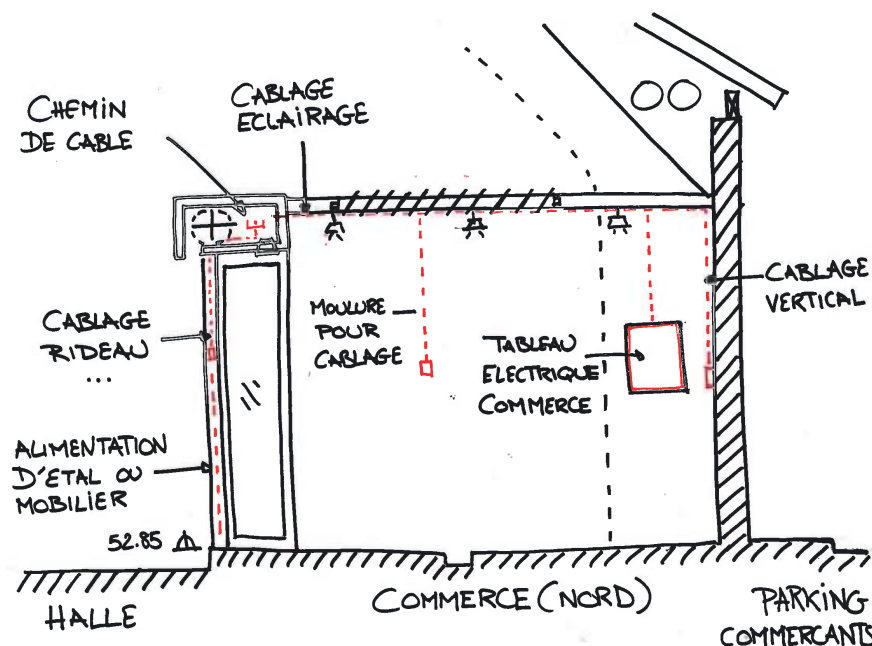 CHEMIN
DE CABLE
CABLAGE
ECLAIRAGE
CABLAGE
VERTICAL
CABLAGE
RIDEAU
...
MOULURE
POUR
CABLAGE
TABLEAU
ELECTRIQUE
COMMERCE
ALIMENTATION
D'ETAL OU
MOBILIER
52.85
HALLE
COMMERCE (NORD)
PARKING
COMMERCANTS